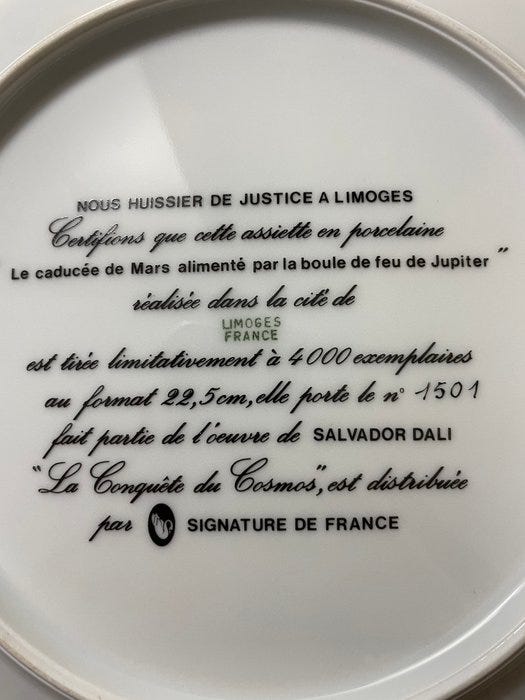 NOUS HUISSIER DE JUSTICE A LIMOGES
Certifions que cette assiette en porcelaine
Le caducée de Mars alimenté par la boule de feu de Jupiter "
réalisée dans la cité de
LIMOGES
FRANCE
est tirée limitativement à 4000 exemplaires
au format 22,5cm, elle porte le n° 1501
fait partie de l'oeuvre de SALVADOR DALI
"La Conquête du Cosmos", est distribuée
par SIGNATURE DE FRANCE